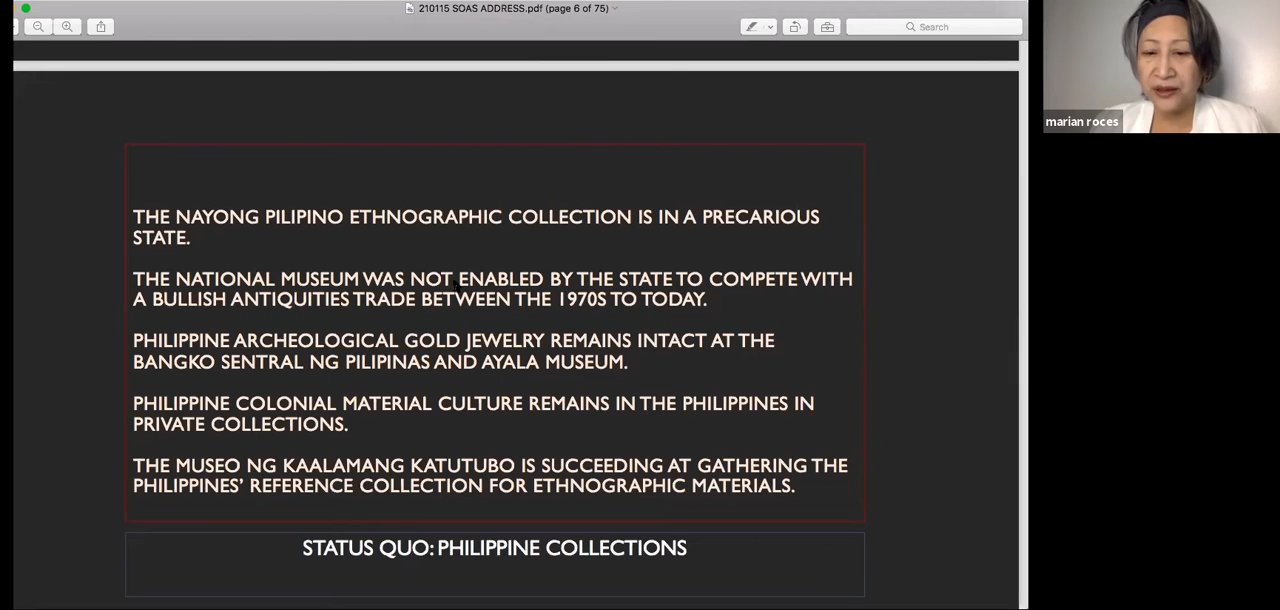 210115 SOAS ADDRESS.pdf (page 6 of 75)
Search
marian roces
THE NAYONG PILIPINO ETHNOGRAPHIC COLLECTION IS IN A PRECARIOUS
STATE.
THE NATIONAL MUSEUM WAS NOT ENABLED BY THE STATE TO COMPETE WITH
A BULLISH ANTIQUITIES TRADE BETWEEN THE 1970S TO TODAY.
PHILIPPINE ARCHEOLOGICAL GOLD JEWELRY REMAINS INTACT AT THE
BANGKO SENTRAL NG PILIPINAS AND AYALA MUSEUM.
PHILIPPINE COLONIAL MATERIAL CULTURE REMAINS IN THE PHILIPPINES IN
PRIVATE COLLECTIONS.
THE MUSEO NG KAALAMANG KATUTUBO IS SUCCEEDING AT GATHERING THE
PHILIPPINES' REFERENCE COLLECTION FOR ETHNOGRAPHIC MATERIALS.
STATUS QUO: PHILIPPINE COLLECTIONS